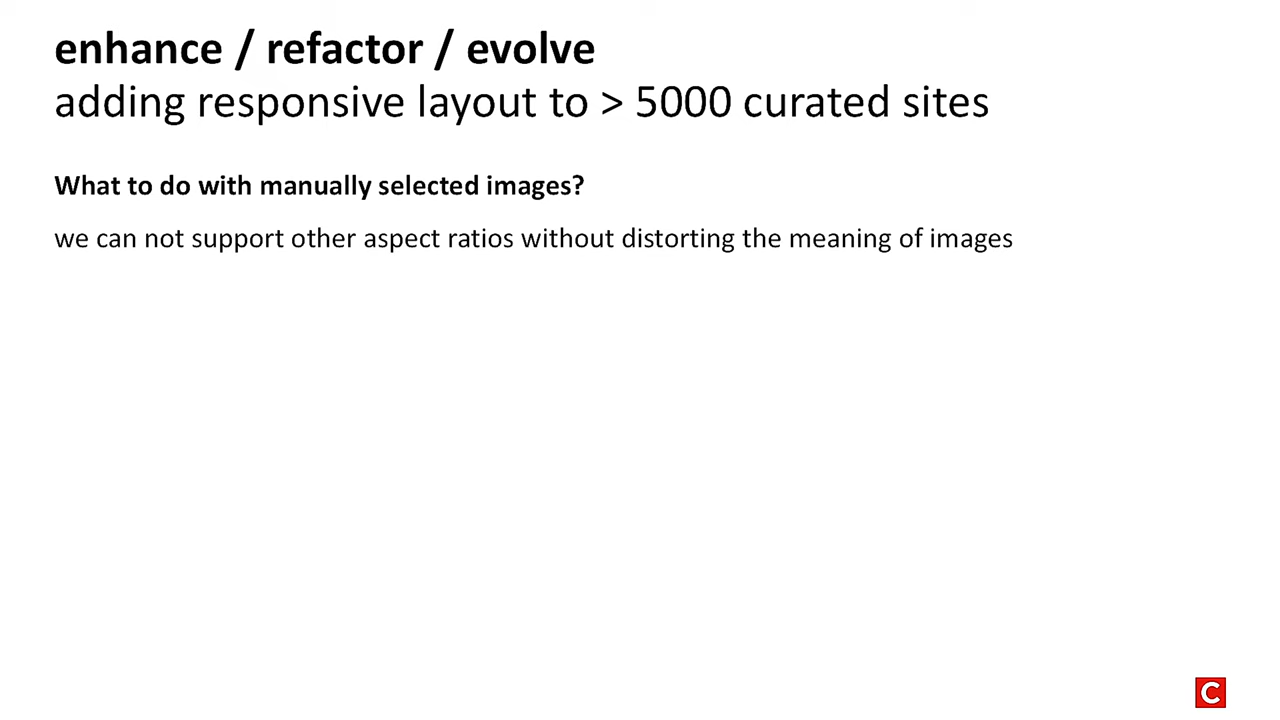 enhance / refactor / evolve
adding responsive layout to > 5000 curated sites
What to do with manually selected images?
we can not support other aspect ratios without distorting the meaning of images
C